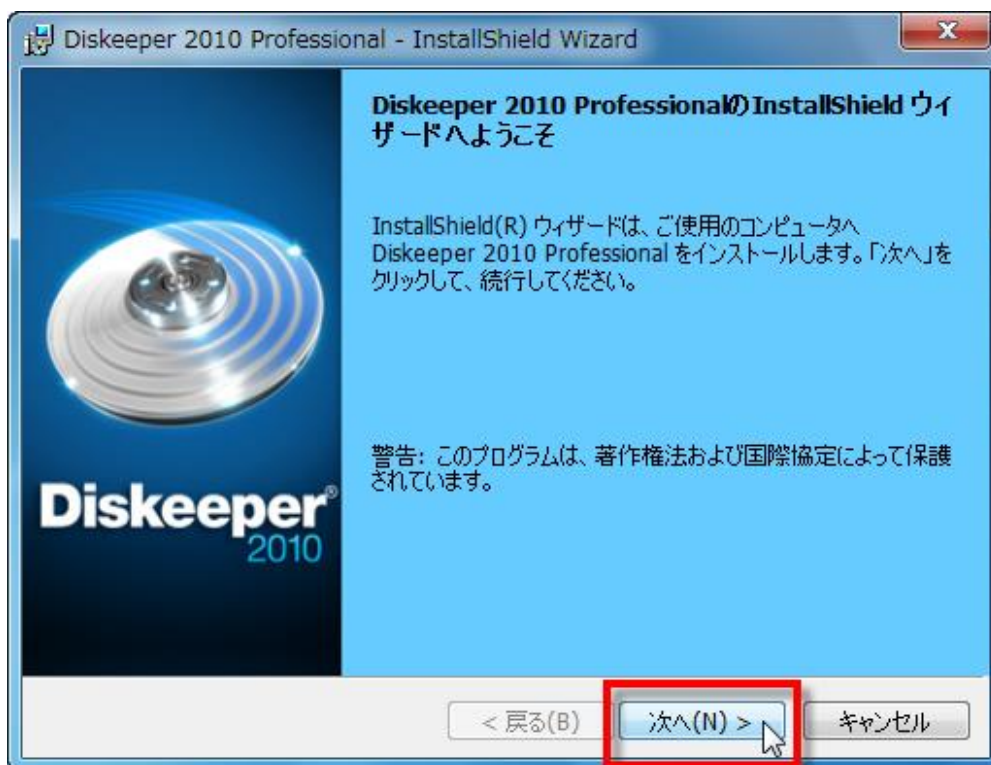 Diskeeper 2010 Professional - InstallShield Wizard
Diskeeper 2010 ProfessionalのInstallShield ウィ
ザードへようこそ
InstallShield(R) ウィザードは、ご使用のコンピュータへ
Diskeeper 2010 Professional をインストールします。「次へ」を
クリックして、続行してください。
警告: このプログラムは、著作権法および国際協定によって保護
されています。
Diskeeper®
2010
< 戻る(B)
次へ(N) >
キャンセル